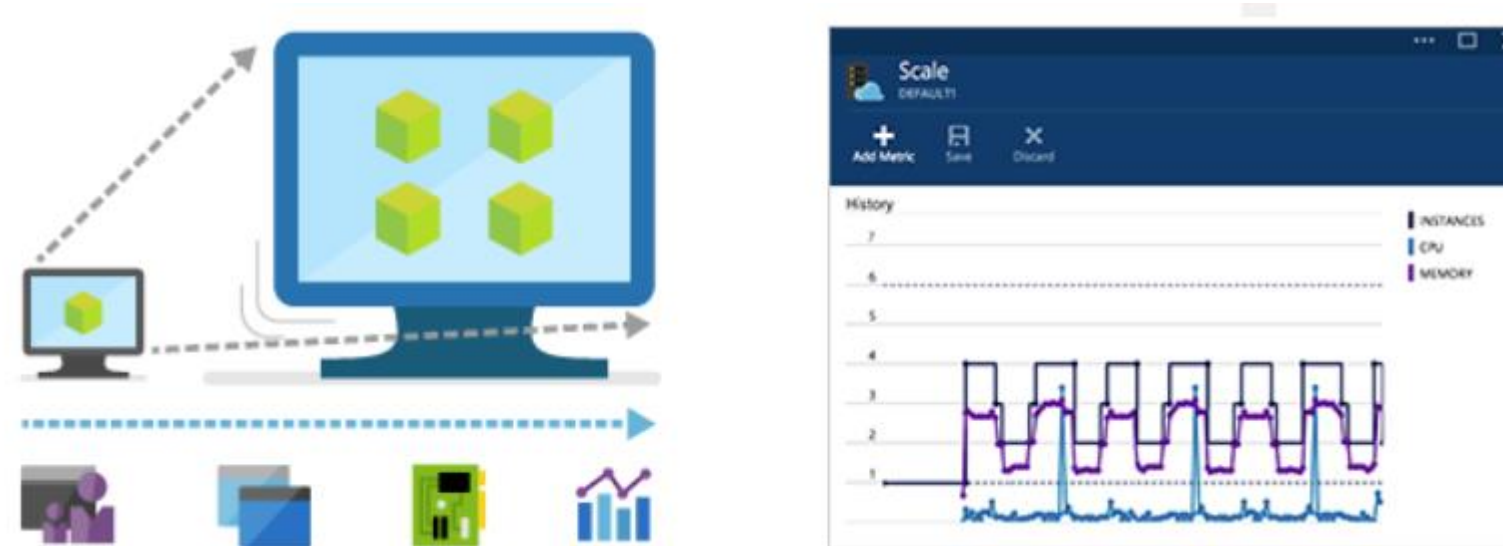 Scale
DEFAULT1
Add Metric Save Discard
History
7
6
5
4
3
2
1
INSTANCES
CPU
MEMORY